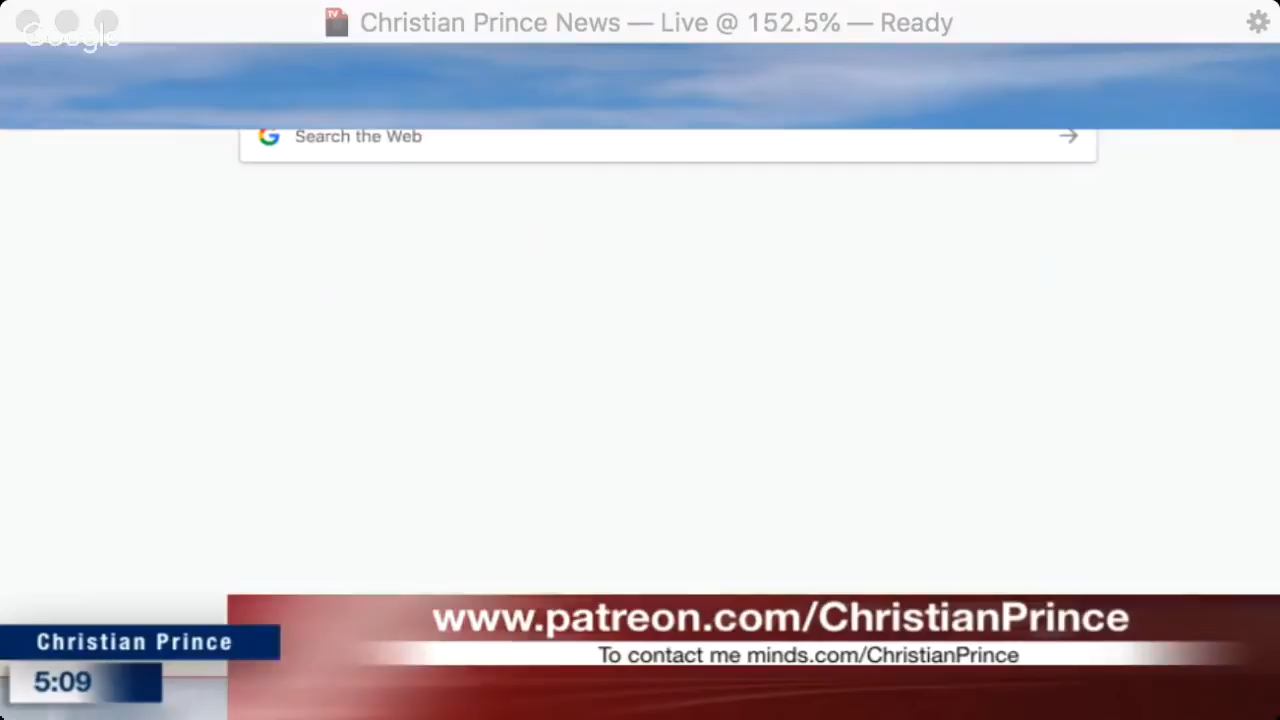 Christian Prince News — Live @ 152.5% — Ready
Google
Search the Web
www.patreon.com/ChristianPrince
To contact me minds.com/ChristianPrince
Christian Prince
5:09